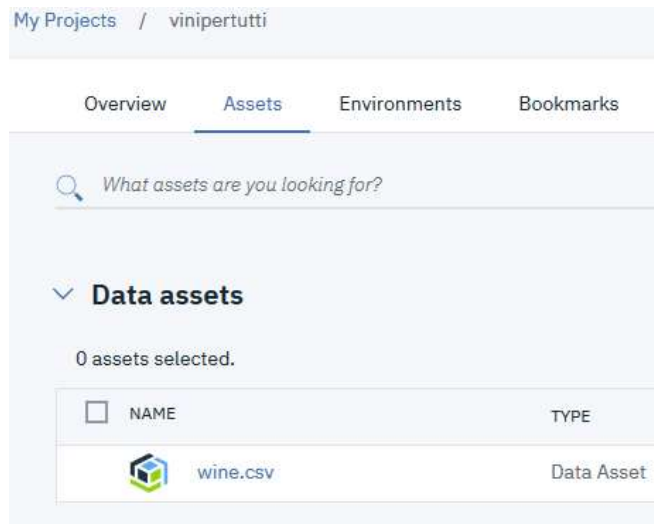 My Projects / vinipertutti
Overview Assets Environments Bookmarks
What assets are you looking for?
Data assets
0 assets selected.
NAME TYPE
wine.csv Data Asset